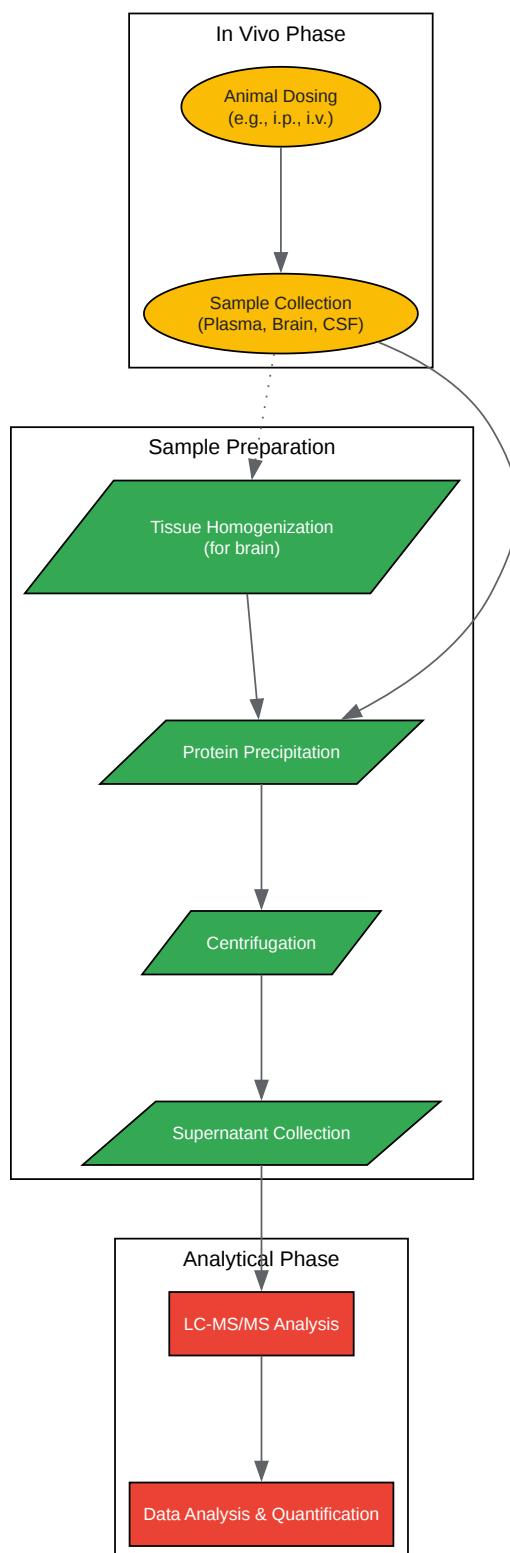 In Vivo Phase
Animal Dosing
(e.g., i.p., i.v.)
Sample Collection
(Plasma, Brain, CSF)
Sample Preparation
Tissue Homogenization
(for brain)
Protein Precipitation
Centrifugation
Supernatant Collection
Analytical Phase
LC-MS/MS Analysis
Data Analysis & Quantification